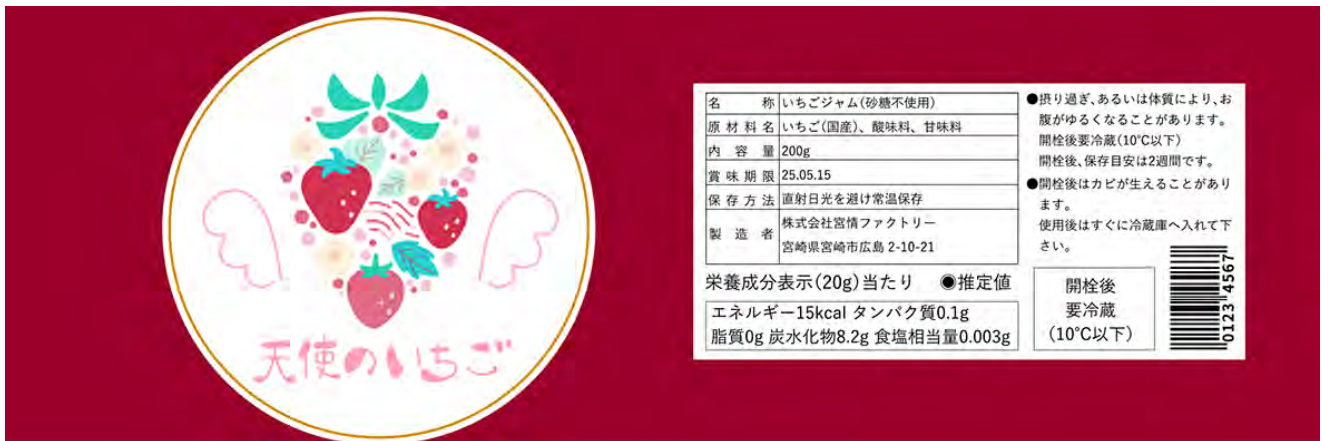 天使のいちご
名称 いちごジャム(砂糖不使用)
原材料名 いちご(国産)、酸味料、甘味料
内容量 200g
賞味期限 25.05.15
保存方法 直射日光を避け常温保存
製造者 株式会社宮情ファクトリー
宮崎県宮崎市広島 2-10-21
栄養成分表示(20g)当たり ◉推定値
エネルギー15kcal タンパク質0.1g
脂質0g 炭水化物8.2g 食塩相当量0.003g
●摂り過ぎ、あるいは体質により、お
腹がゆるくなることがあります。
開栓後要冷蔵(10℃以下)
開栓後、保存目安は2週間です。
●開栓後はカビが生えることがあり
ます。
使用後はすぐに冷蔵庫へ入れて下
さい。
開栓後
要冷蔵
(10℃以下)
0123 4567